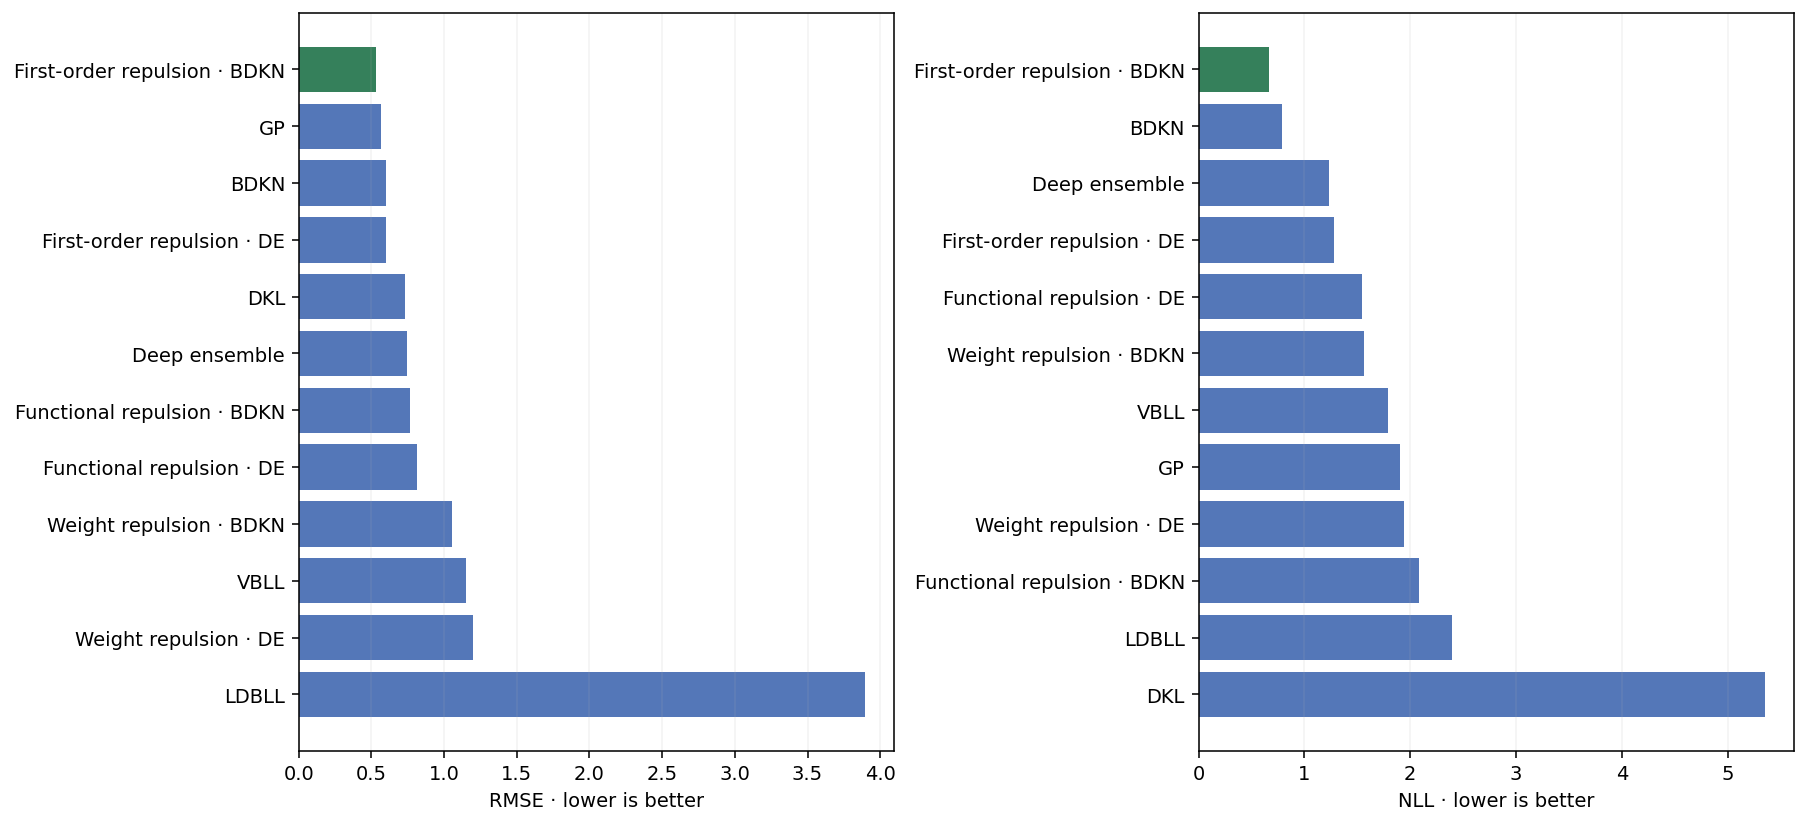 First-order repulsion · BDKN
GP
BDKN
First-order repulsion · DE
DKL
Deep ensemble
Functional repulsion · BDKN
Functional repulsion · DE
Weight repulsion · BDKN
VBLL
Weight repulsion · DE
LDBLL
0.0 0.5 1.0 1.5 2.0 2.5 3.0 3.5 4.0
RMSE · lower is better
First-order repulsion · BDKN
BDKN
Deep ensemble
First-order repulsion · DE
Functional repulsion · DE
Weight repulsion · BDKN
VBLL
GP
Weight repulsion · DE
Functional repulsion · BDKN
LDBLL
DKL
0 1 2 3 4 5
NLL · lower is better